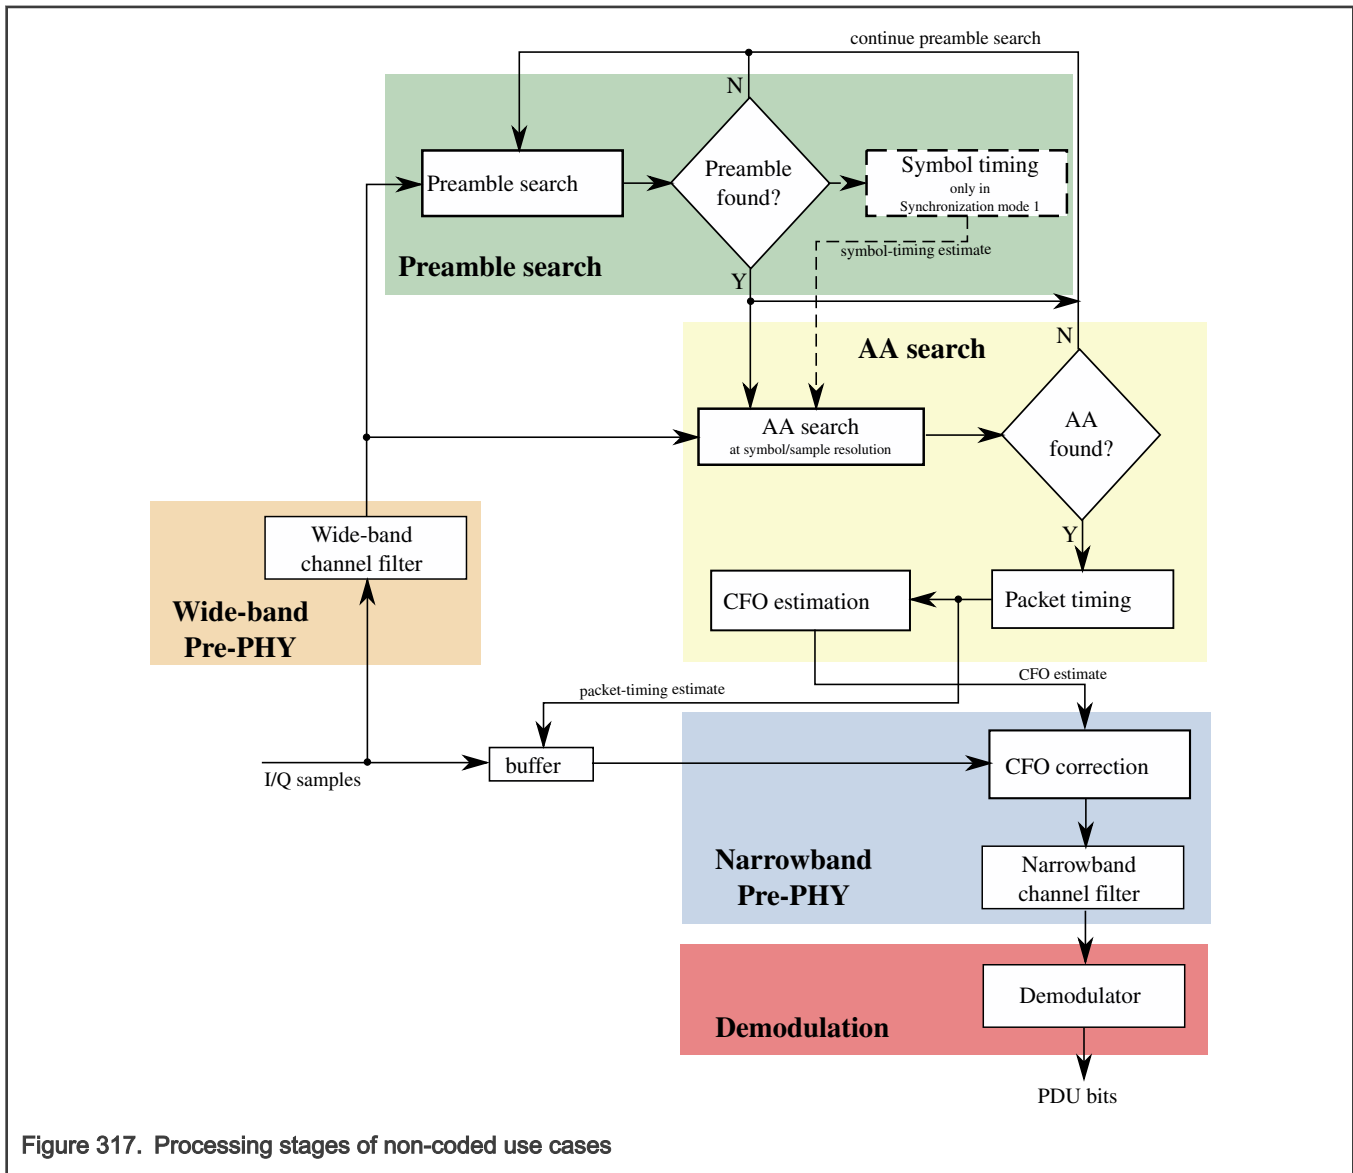 continue preamble search
N
Preamble search
Preamble
found?
Symbol timing
only in
Synchronization mode 1
symbol-timing estimate
Preamble search
Y
AA search
N
AA search
at symbol/sample resolution
AA
found?
Y
Wide-band
channel filter
Wide-band
Pre-PHY
CFO estimation
Packet timing
CFO estimate
packet-timing estimate
I/Q samples
buffer
CFO correction
Narrowband
Pre-PHY
Narrowband
channel filter
Demodulator
Demodulation
PDU bits
Figure 317. Processing stages of non-coded use cases